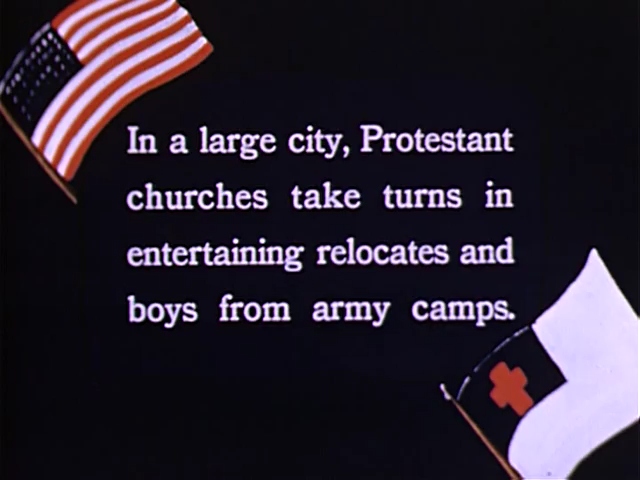 In a large city, Protestant
churches take turns in
entertaining relocates and
boys from army camps.